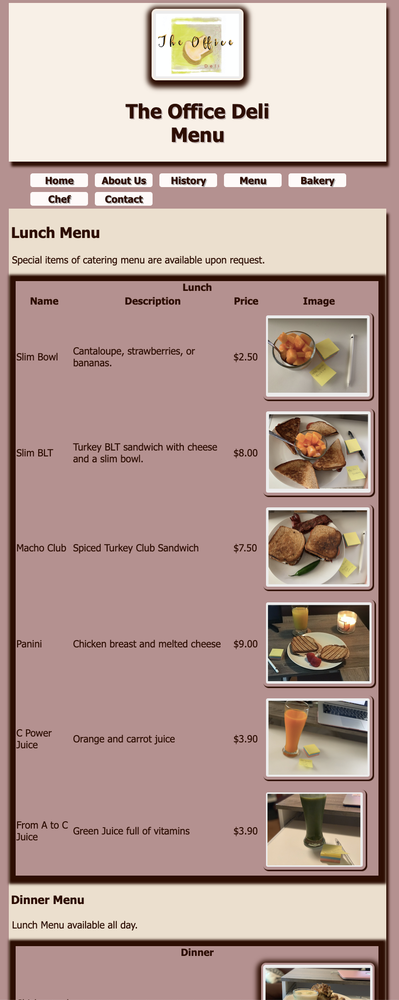 The Office
Deli
The Office Deli
Menu
Home
About Us
History
Menu
Bakery
Chef
Contact
Lunch Menu
Special items of catering menu are available upon request.
Lunch
Name Description Price Image
Slim Bowl
Cantaloupe, strawberries, or
bananas.
$2.50
Slim BLT
Turkey BLT sandwich with cheese
and a slim bowl.
$8.00
Macho Club
Spiced Turkey Club Sandwich
$7.50
Panini
Chicken breast and melted cheese
$9.00
C Power
Juice
Orange and carrot juice
$3.90
From A to C
Juice
Green Juice full of vitamins
$3.90
Dinner Menu
Lunch Menu available all day.
Dinner